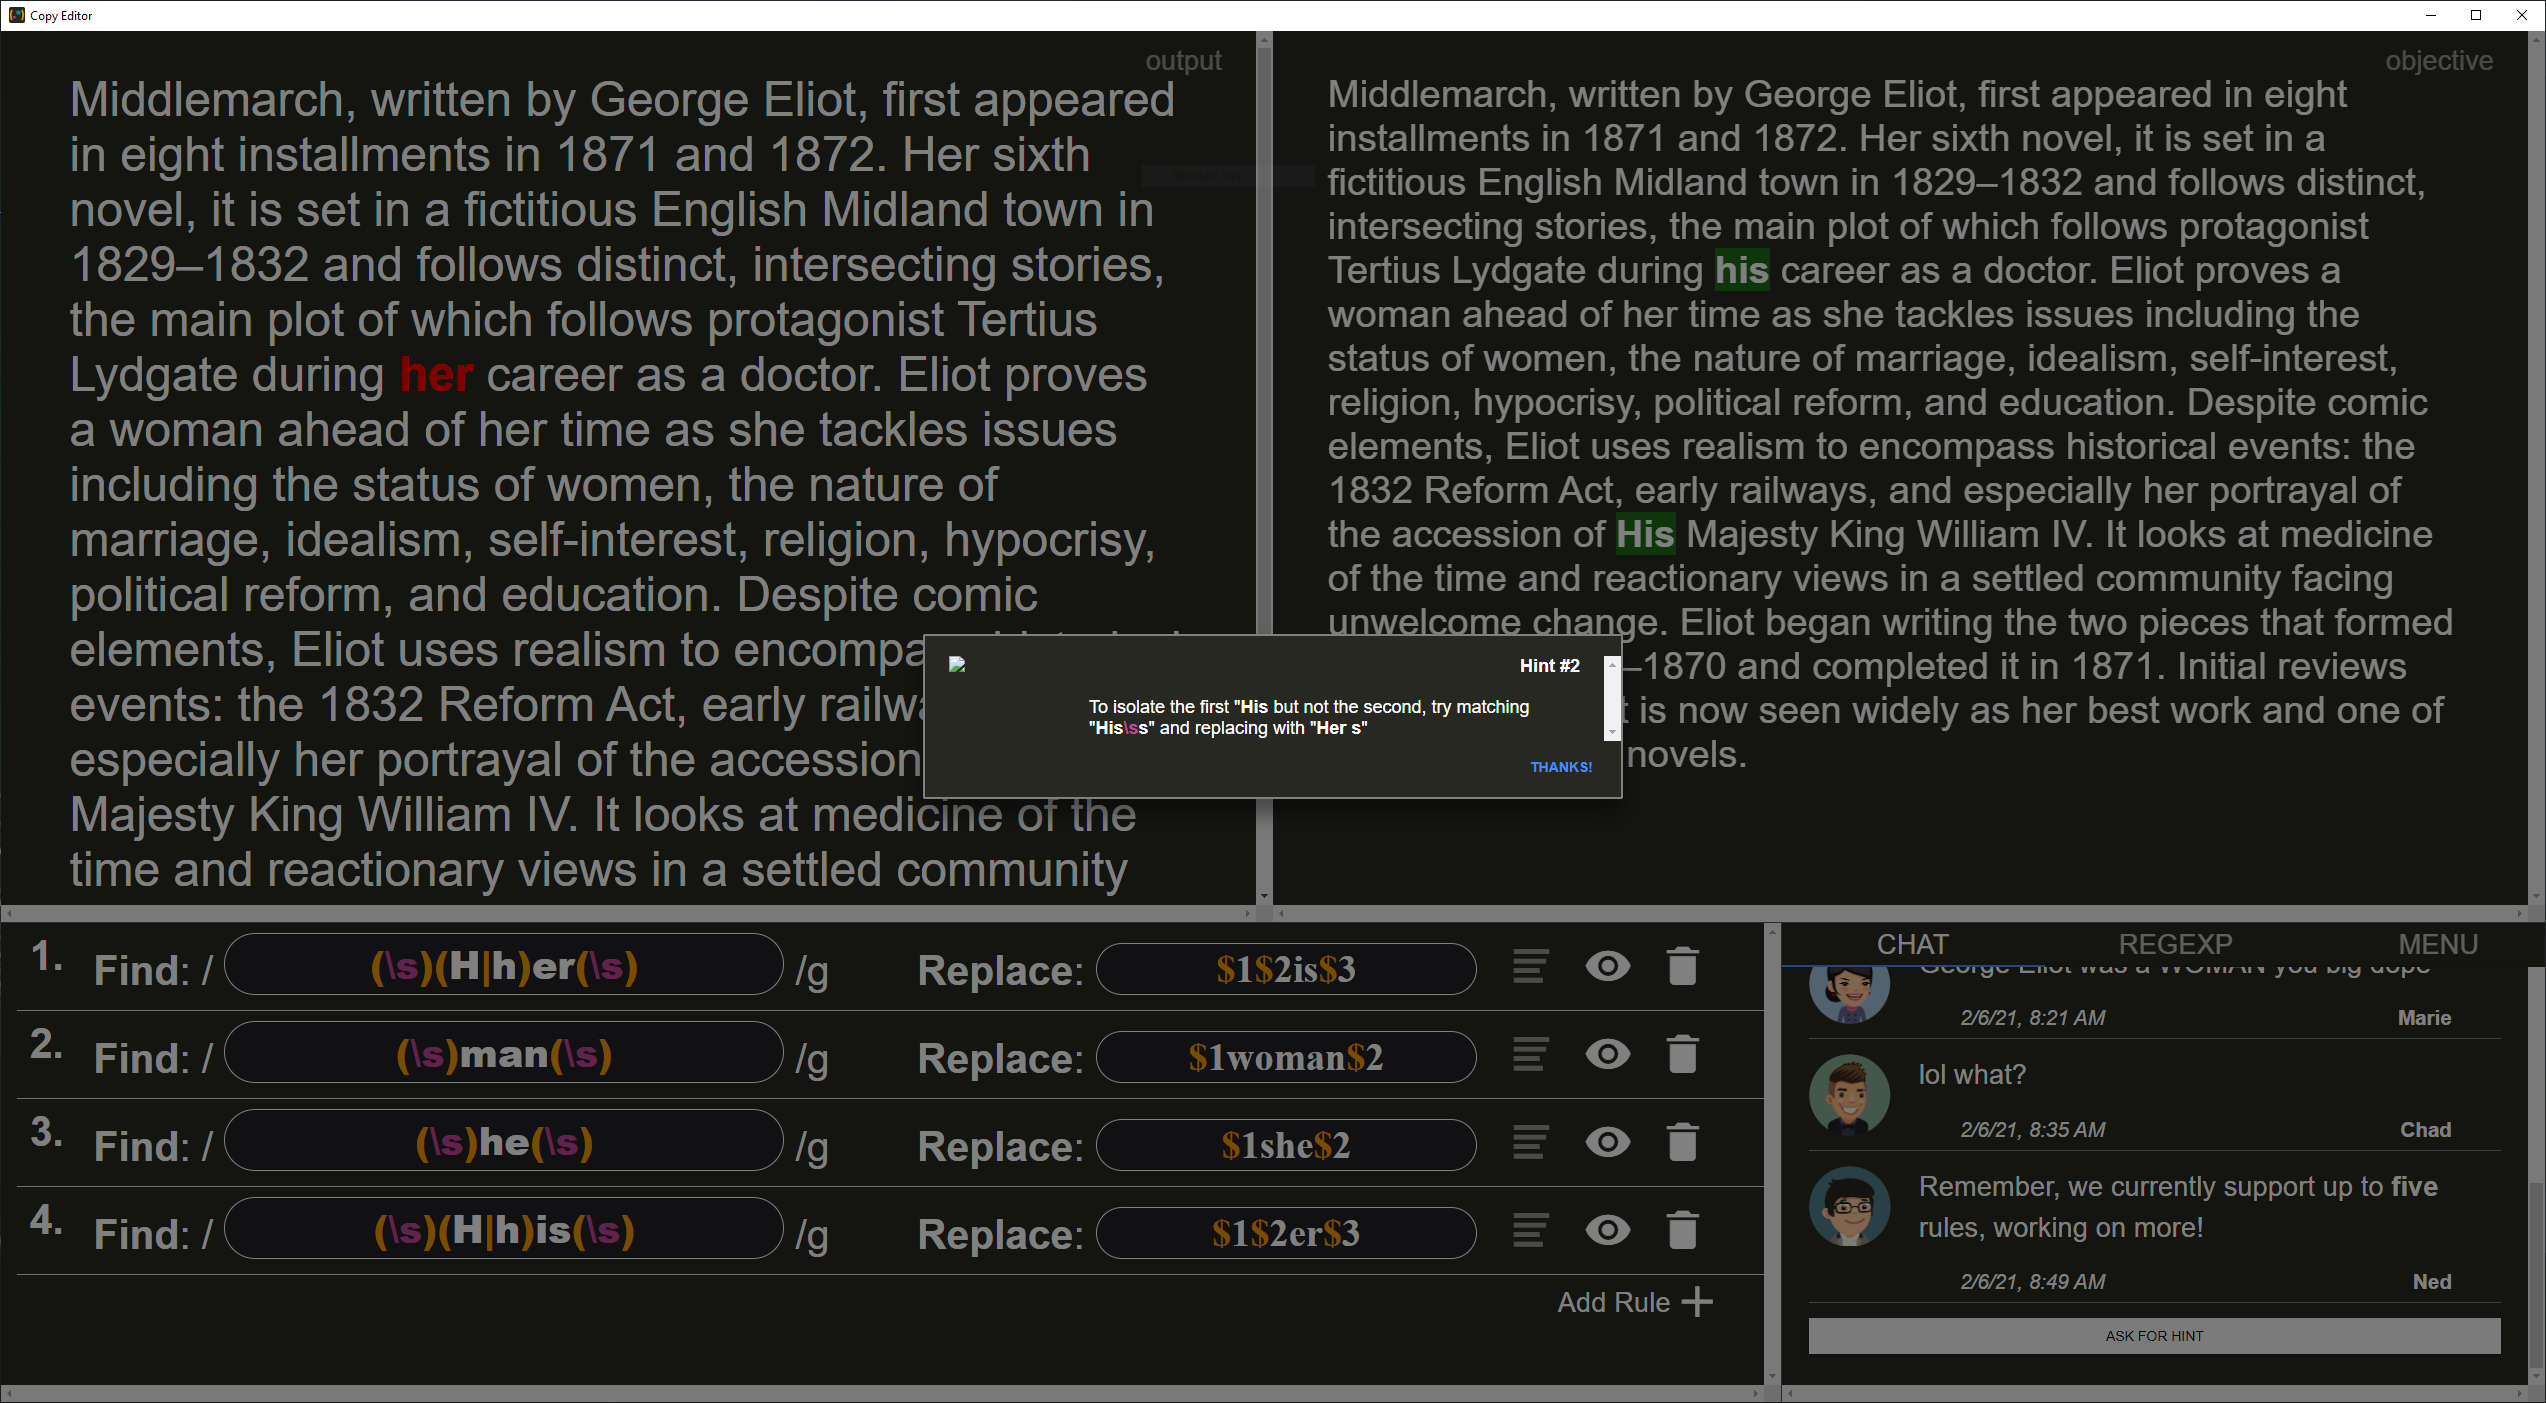 Copy Editor
output
Middlemarch, written by George Eliot, first appeared
in eight installments in 1871 and 1872. Her sixth
novel, it is set in a fictitious English Midland town in
1829–1832 and follows distinct, intersecting stories,
the main plot of which follows protagonist Tertius
Lydgate during her career as a doctor. Eliot proves
a woman ahead of her time as she tackles issues
including the status of women, the nature of
marriage, idealism, self-interest, religion, hypocrisy,
political reform, and education. Despite comic
elements, Eliot uses realism to
events: the 1832 Reform Act, early
especially her portrayal of the accession
Majesty King William IV. It looks at medicine of the
time and reactionary views in a settled community
objective
Middlemarch, written by George Eliot, first appeared in eight
installments in 1871 and 1872. Her sixth novel, it is set in a
fictitious English Midland town in 1829–1832 and follows distinct,
intersecting stories, the main plot of which follows protagonist
Tertius Lydgate during his career as a doctor. Eliot proves a
woman ahead of her time as she tackles issues including the
status of women, the nature of marriage, idealism, self-interest,
religion, hypocrisy, political reform, and education. Despite comic
elements, Eliot uses realism to encompass historical events: the
1832 Reform Act, early railways, and especially her portrayal of
the accession of His Majesty King William IV. It looks at medicine
of the time and reactionary views in a settled community facing
unwelcome change. Eliot began writing the two pieces that formed
–1870 and completed it in 1871. Initial reviews
t is now seen widely as her best work and one of
novels.
Hint #2
To isolate the first "His but not the second, try matching
"His\ss" and replacing with "Her s"
THANKS!
1. Find: / (\s)(H|h)er(\s) /g Replace: $1$2is$3
2. Find: / (\s)man(\s) /g Replace: $1woman$2
3. Find: / (\s)he(\s) /g Replace: $1she$2
4. Find: / (\s)(H|h)is(\s) /g Replace: $1$2er$3
Add Rule
CHAT REGEXP MENU
George Eliot was a WOMAN you big dope
2/6/21, 8:21 AM Marie
lol what?
2/6/21, 8:35 AM Chad
Remember, we currently support up to five
rules, working on more!
2/6/21, 8:49 AM Ned
ASK FOR HINT